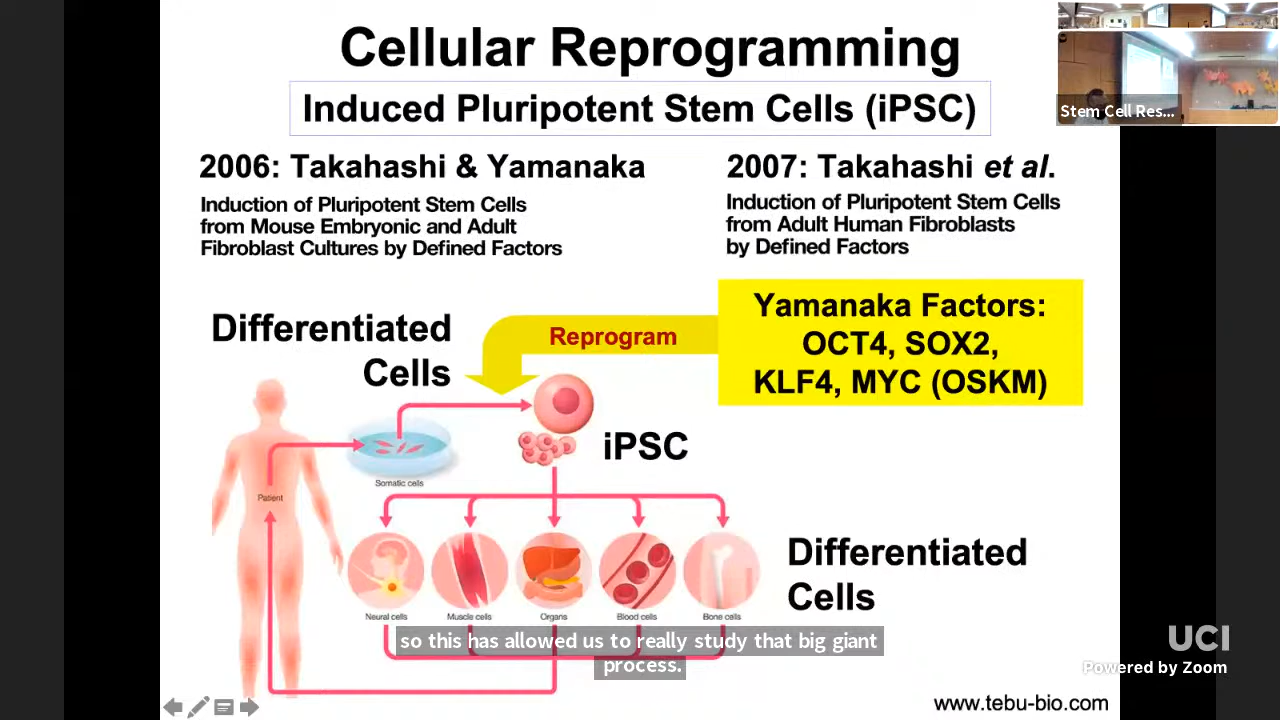 Cellular Reprogramming
Induced Pluripotent Stem Cells (iPSC)
Stem Cell Res...
2006: Takahashi & Yamanaka
Induction of Pluripotent Stem Cells
from Mouse Embryonic and Adult
Fibroblast Cultures by Defined Factors
2007: Takahashi et al.
Induction of Pluripotent Stem Cells
from Adult Human Fibroblasts
by Defined Factors
Yamanaka Factors:
OCT4, SOX2,
KLF4, MYC (OSKM)
Reprogram
Differentiated
Cells
iPSC
Somatic cells
Patient
Neural cells
Muscle cells
Organs
Blood cells
Bone cells
Differentiated
Cells
so this has allowed us to really study that big giant
process.
UCI
Powered by Zoom
www.tebu-bio.com